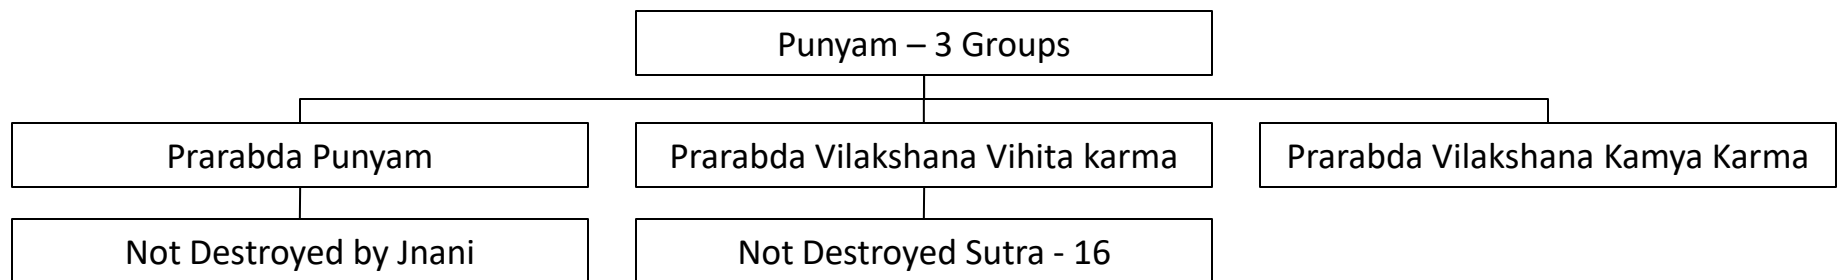 Punyam – 3 Groups
Prarabda Punyam
Prarabda Vilakshana Vihita karma
Prarabda Vilakshana Kamya Karma
Not Destroyed by Jnani
Not Destroyed Sutra - 16